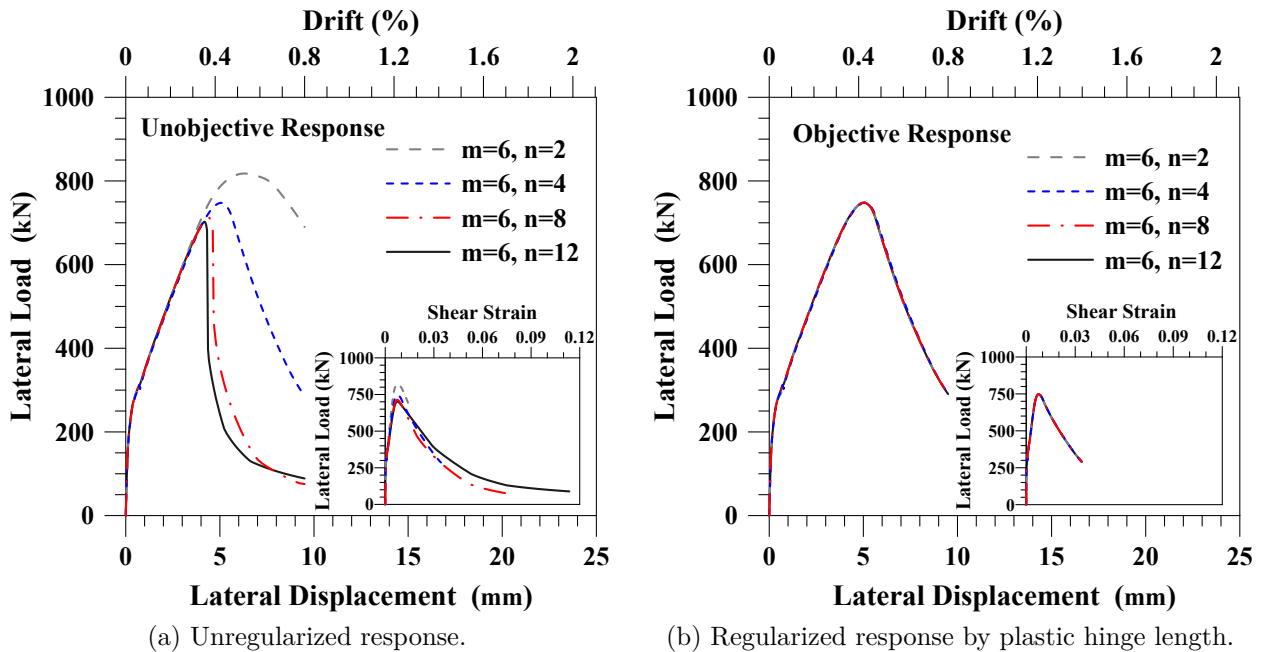 Drift (%)
0 0.4 0.8 1.2 1.6 2
1000
800
600
400
200
0
Lateral Load (kN)
Unobjective Response
m=6, n=2
m=6, n=4
m=6, n=8
m=6, n=12
Shear Strain
0 0.03 0.06 0.09 0.12
1000
750
500
250
0
Lateral Load (kN)
0 5 10 15 20 25
Lateral Displacement (mm)
(a) Unregularized response.
Drift (%)
0 0.4 0.8 1.2 1.6 2
1000
800
600
400
200
0
Lateral Load (kN)
Objective Response
m=6, n=2
m=6, n=4
m=6, n=8
m=6, n=12
Shear Strain
0 0.03 0.06 0.09 0.12
1000
750
500
250
0
Lateral Load (kN)
0 5 10 15 20 25
Lateral Displacement (mm)
(b) Regularized response by plastic hinge length.